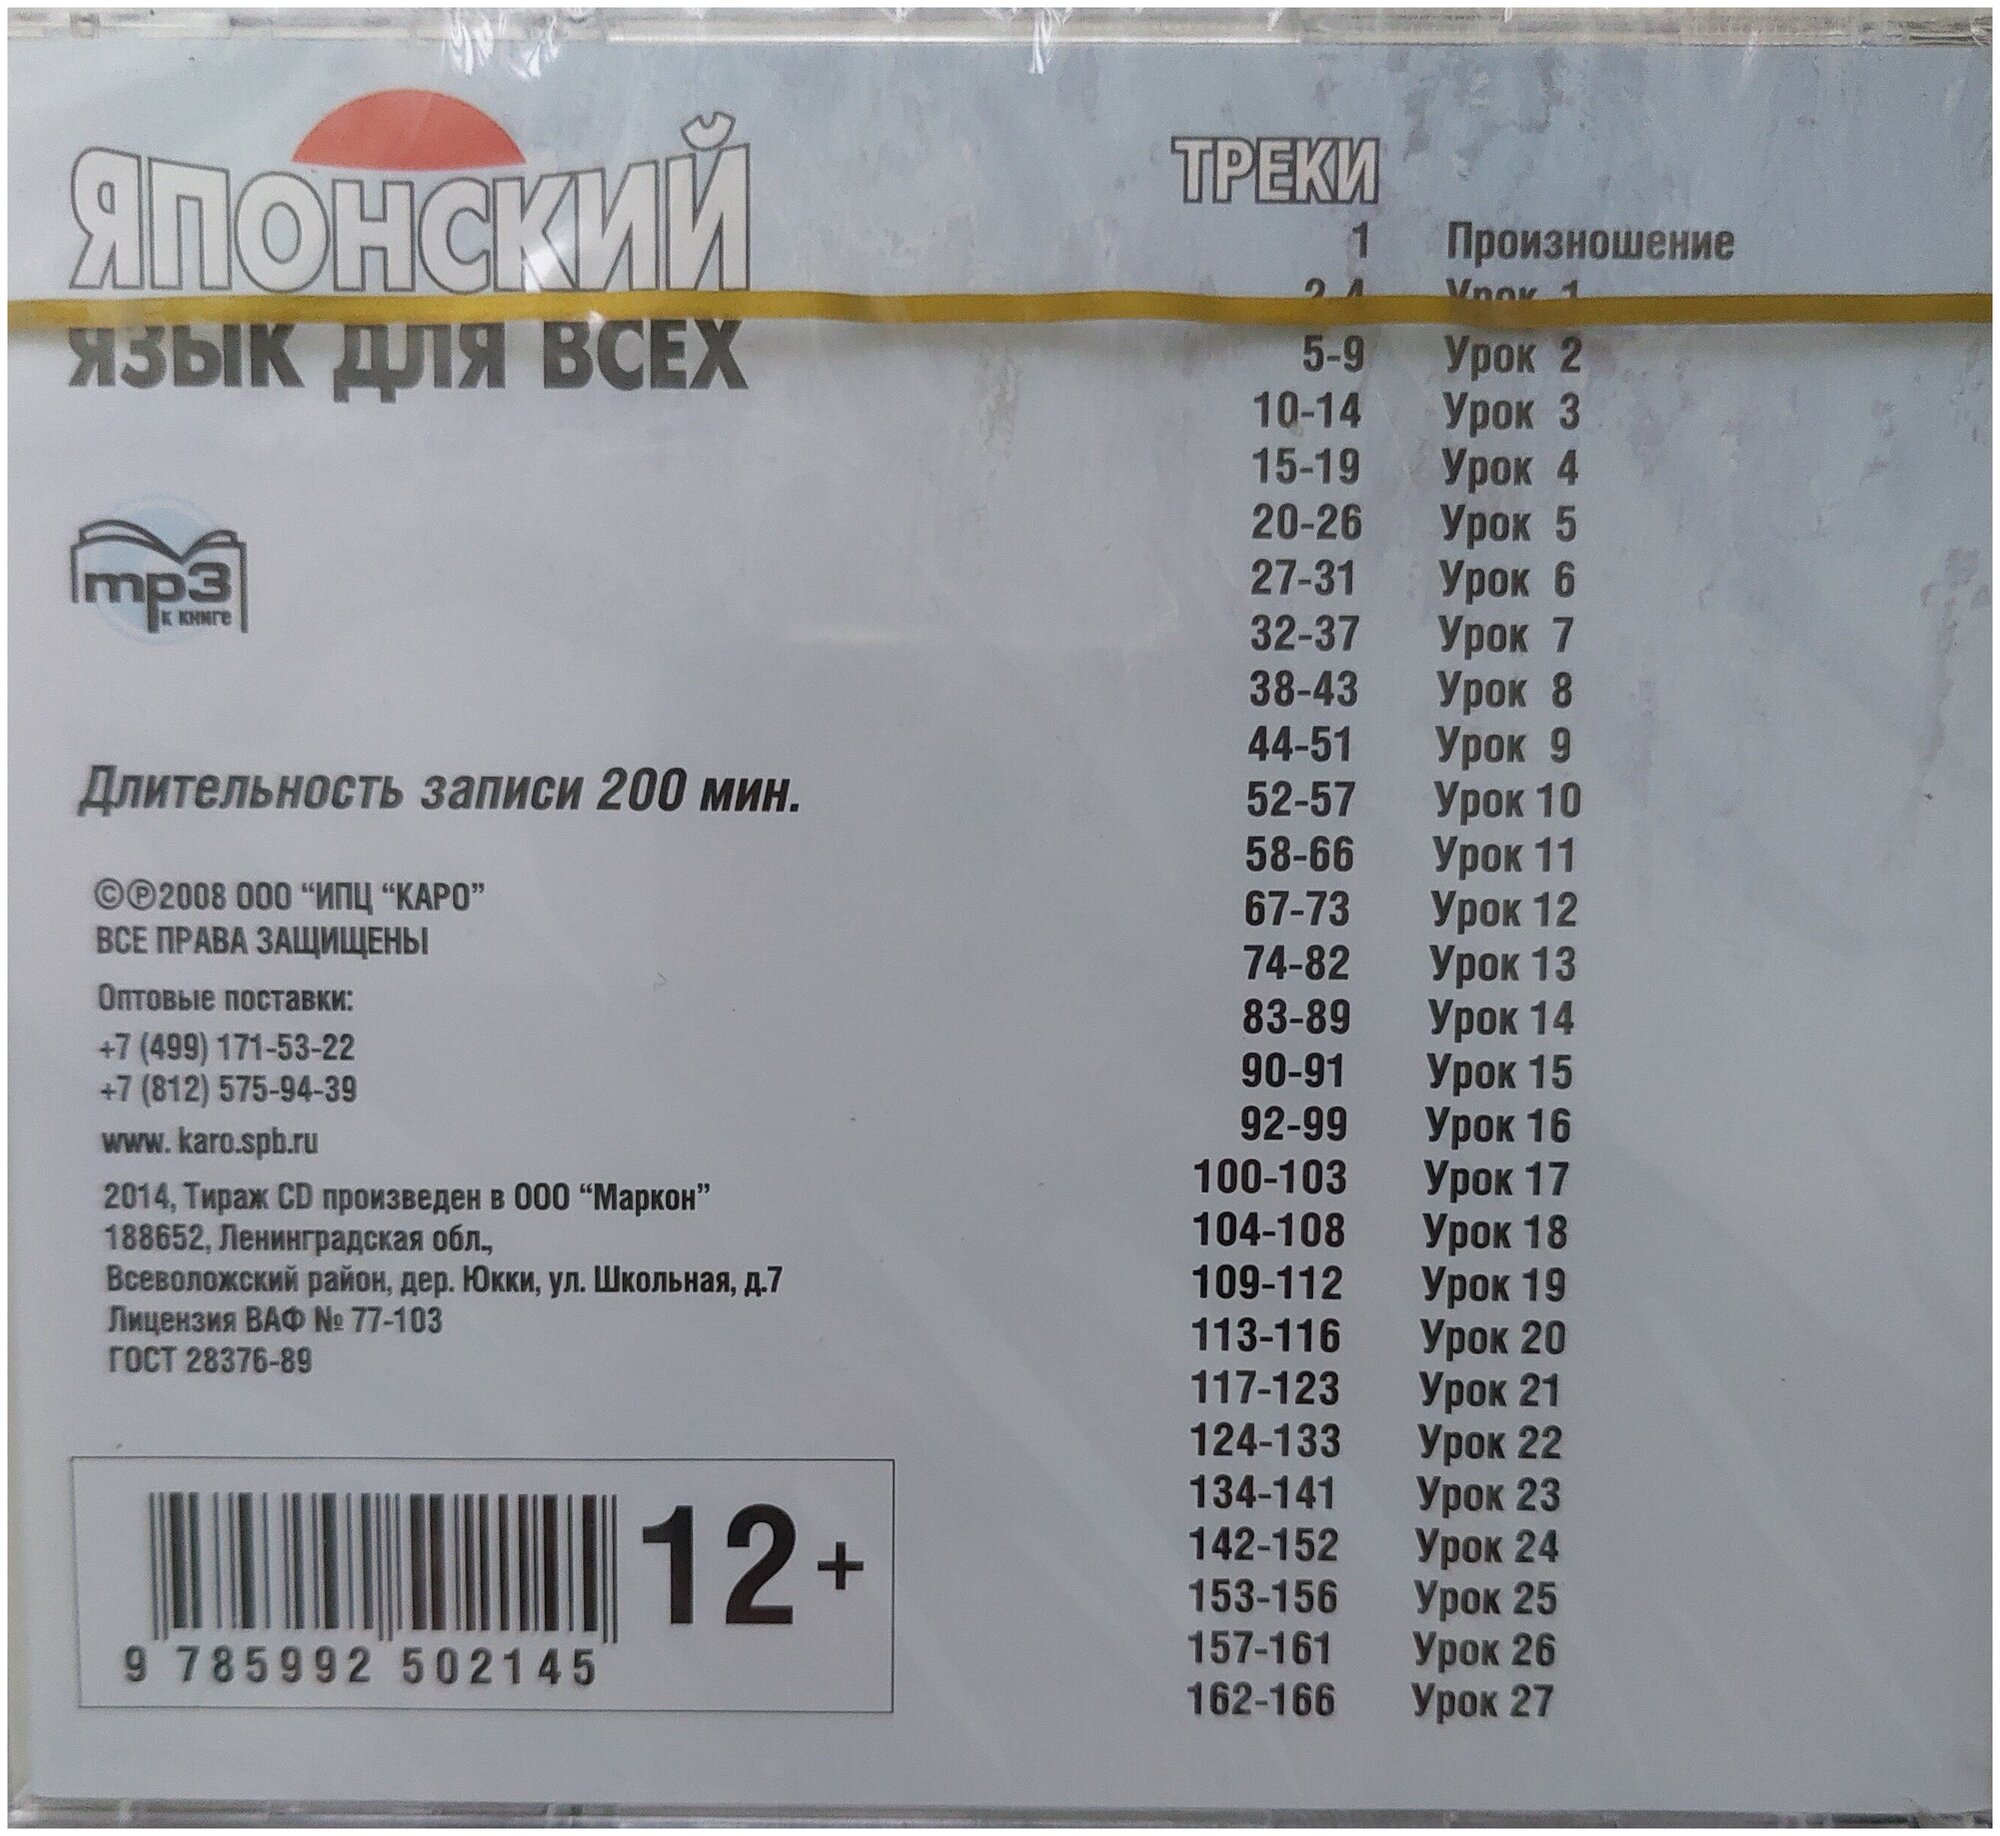 ЯПОНСКИЙ
ЯЗЫК ДЛЯ ВСЕХ
mp3
к книге
Длительность записи 200 мин.
©℗2008 ООО “ИПЦ “КАРО”
ВСЕ ПРАВА ЗАЩИЩЕНЫ
Оптовые поставки:
+7 (499) 171-53-22
+7 (812) 575-94-39
www. karo.spb.ru
2014, Тираж CD произведен в ООО “Маркон”
188652, Ленинградская обл.,
Всеволожский район, дер. Юкки, ул. Школьная, д.7
Лицензия ВАФ № 77-103
ГОСТ 28376-89
9 785992 502145
12+
ТРЕКИ
1 Произношение
2-4 Урок 1
5-9 Урок 2
10-14 Урок 3
15-19 Урок 4
20-26 Урок 5
27-31 Урок 6
32-37 Урок 7
38-43 Урок 8
44-51 Урок 9
52-57 Урок 10
58-66 Урок 11
67-73 Урок 12
74-82 Урок 13
83-89 Урок 14
90-91 Урок 15
92-99 Урок 16
100-103 Урок 17
104-108 Урок 18
109-112 Урок 19
113-116 Урок 20
117-123 Урок 21
124-133 Урок 22
134-141 Урок 23
142-152 Урок 24
153-156 Урок 25
157-161 Урок 26
162-166 Урок 27